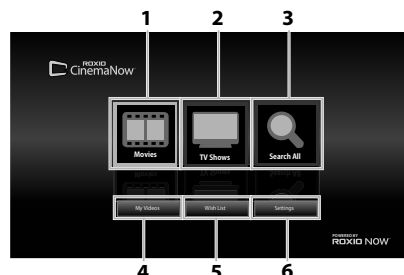 1 2 3
ROXIO
CinemaNow
Movies TV Shows Search All
My Videos Wish List Settings
POWERED BY
ROXIO NOW
4 5 6